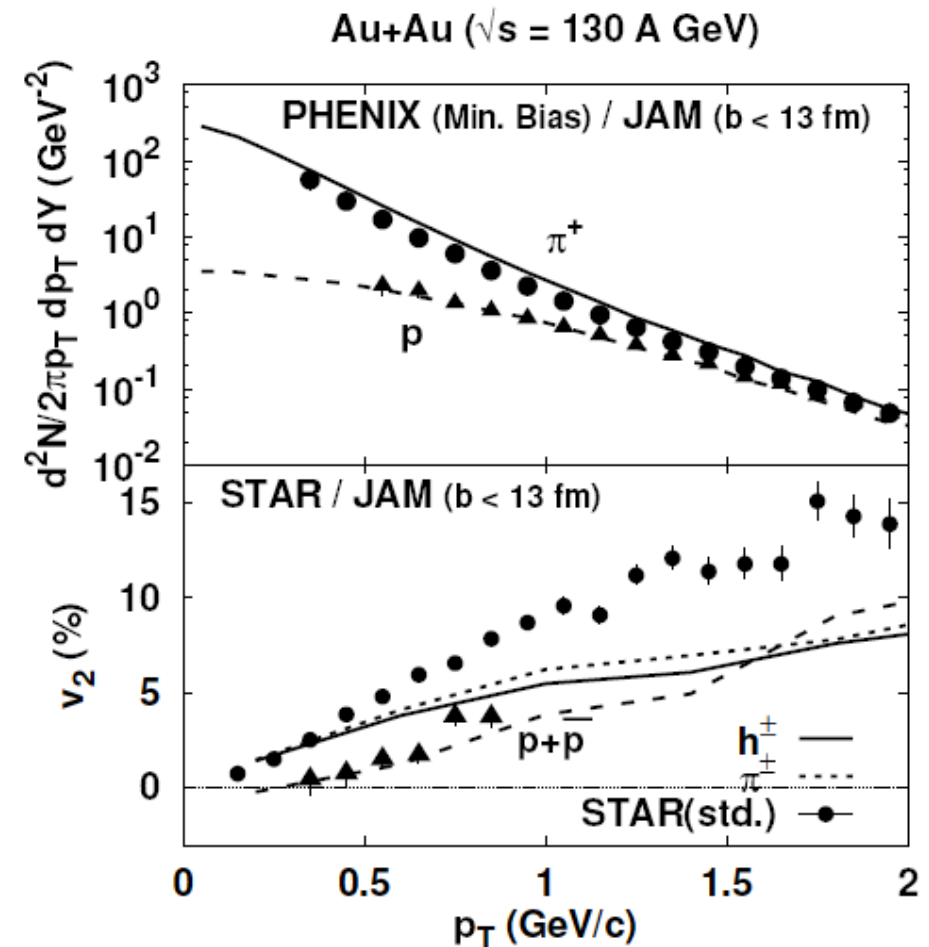 Au+Au (√s = 130 A GeV)
d²N/2πp_T dp_T dY (GeV⁻²)
10³
10²
10¹
10⁰
10⁻¹
10⁻²
PHENIX (Min. Bias) / JAM (b < 13 fm)
π⁺
p
v₂ (%)
15
10
5
0
STAR / JAM (b < 13 fm)
p+p̅
h±
π±
STAR(std.)
0 0.5 1 1.5 2
p_T (GeV/c)